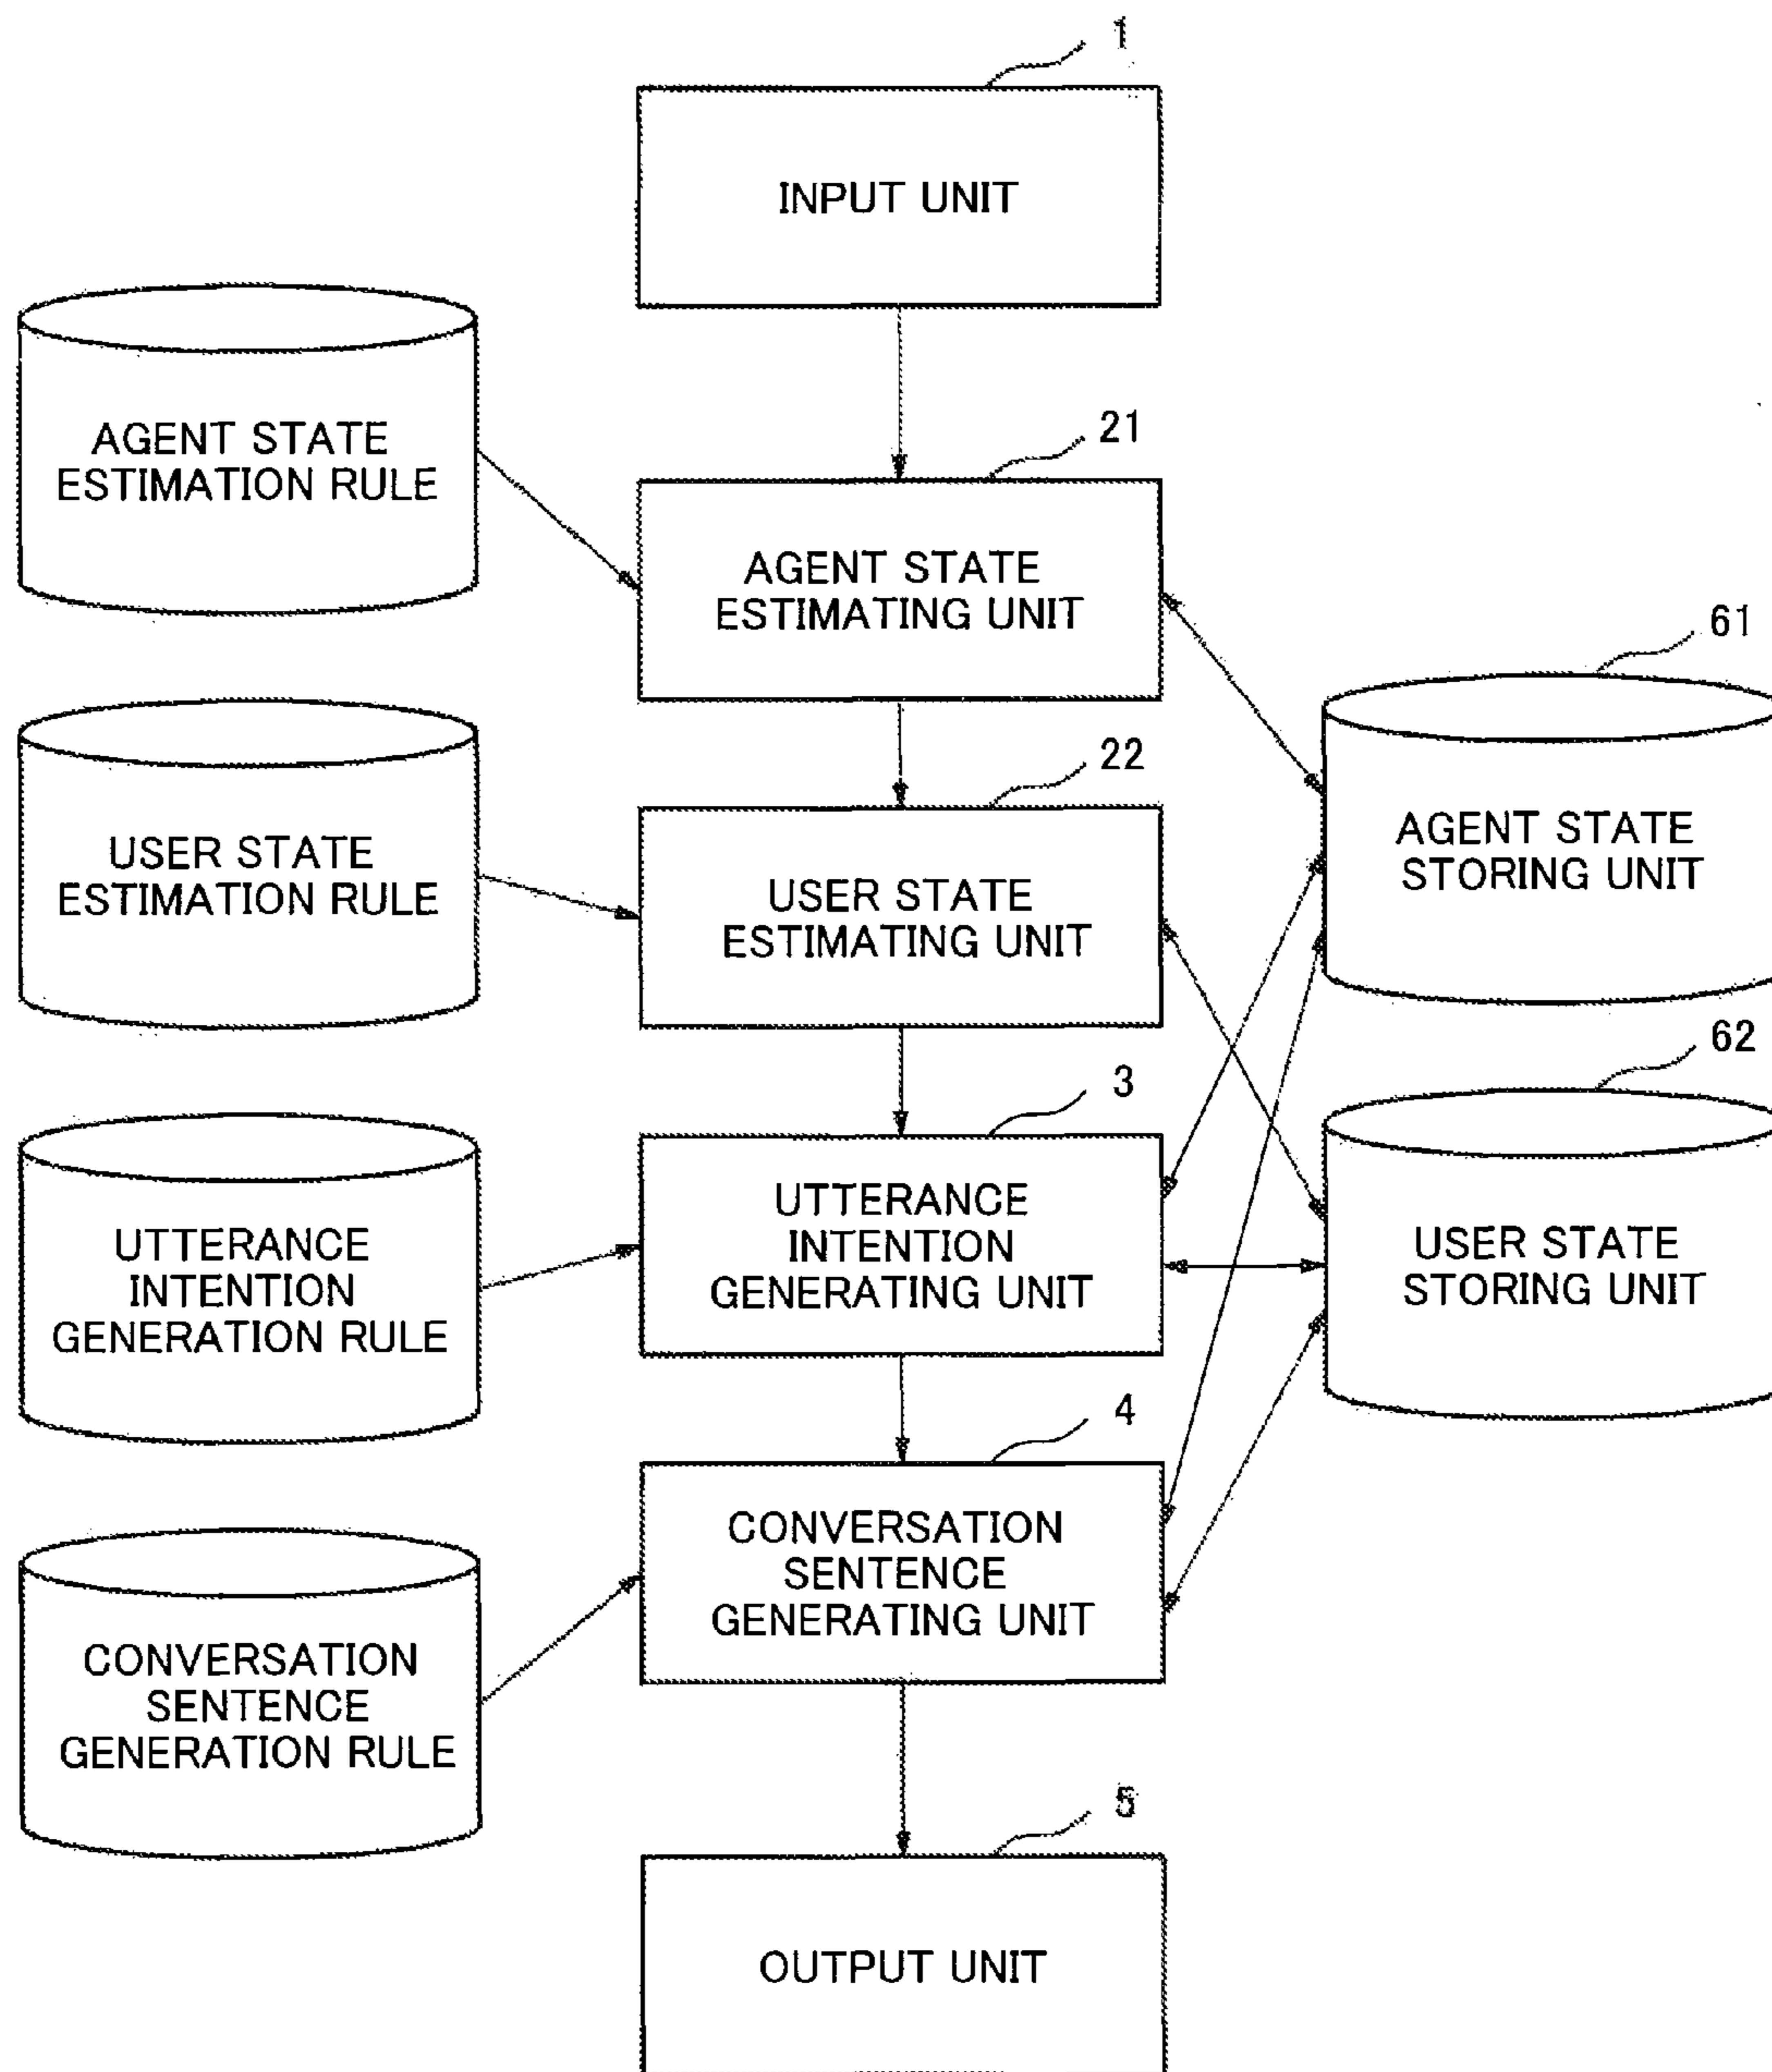 1
INPUT UNIT
AGENT STATE
ESTIMATION RULE
21
AGENT STATE
ESTIMATING UNIT
61
AGENT STATE
STORING UNIT
USER STATE
ESTIMATION RULE
22
USER STATE
ESTIMATING UNIT
62
USER STATE
STORING UNIT
UTTERANCE
INTENTION
GENERATION RULE
3
UTTERANCE
INTENTION
GENERATING UNIT
4
CONVERSATION
SENTENCE
GENERATING UNIT
CONVERSATION
SENTENCE
GENERATION RULE
5
OUTPUT UNIT